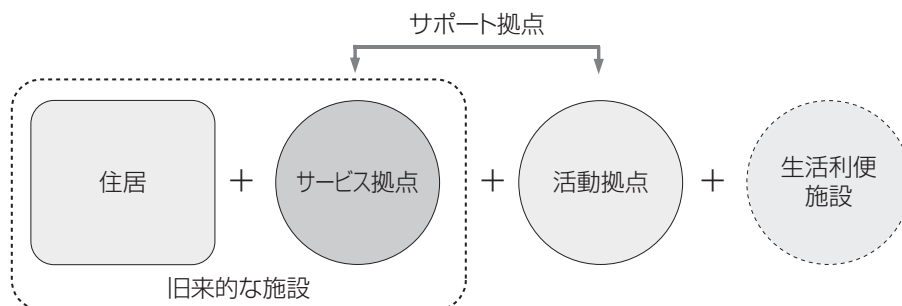 サポート拠点
住居
+
サービス拠点
+
活動拠点
+
生活利便
施設
旧来的な施設